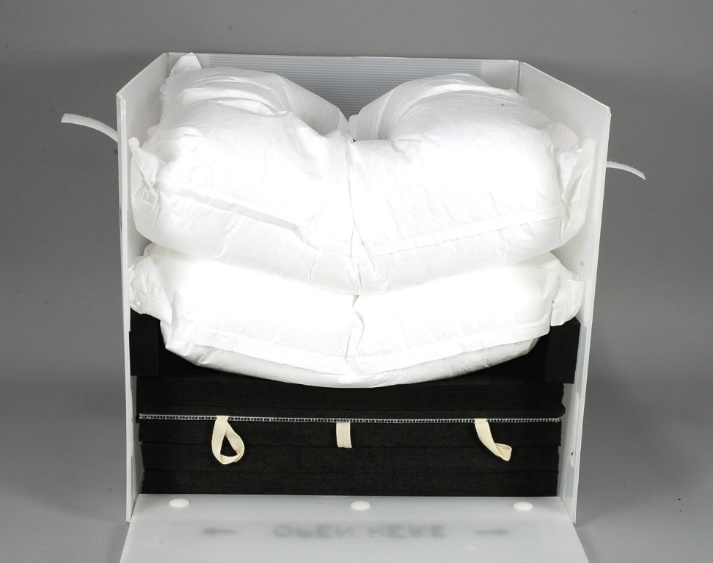 ← OPEN HERE →